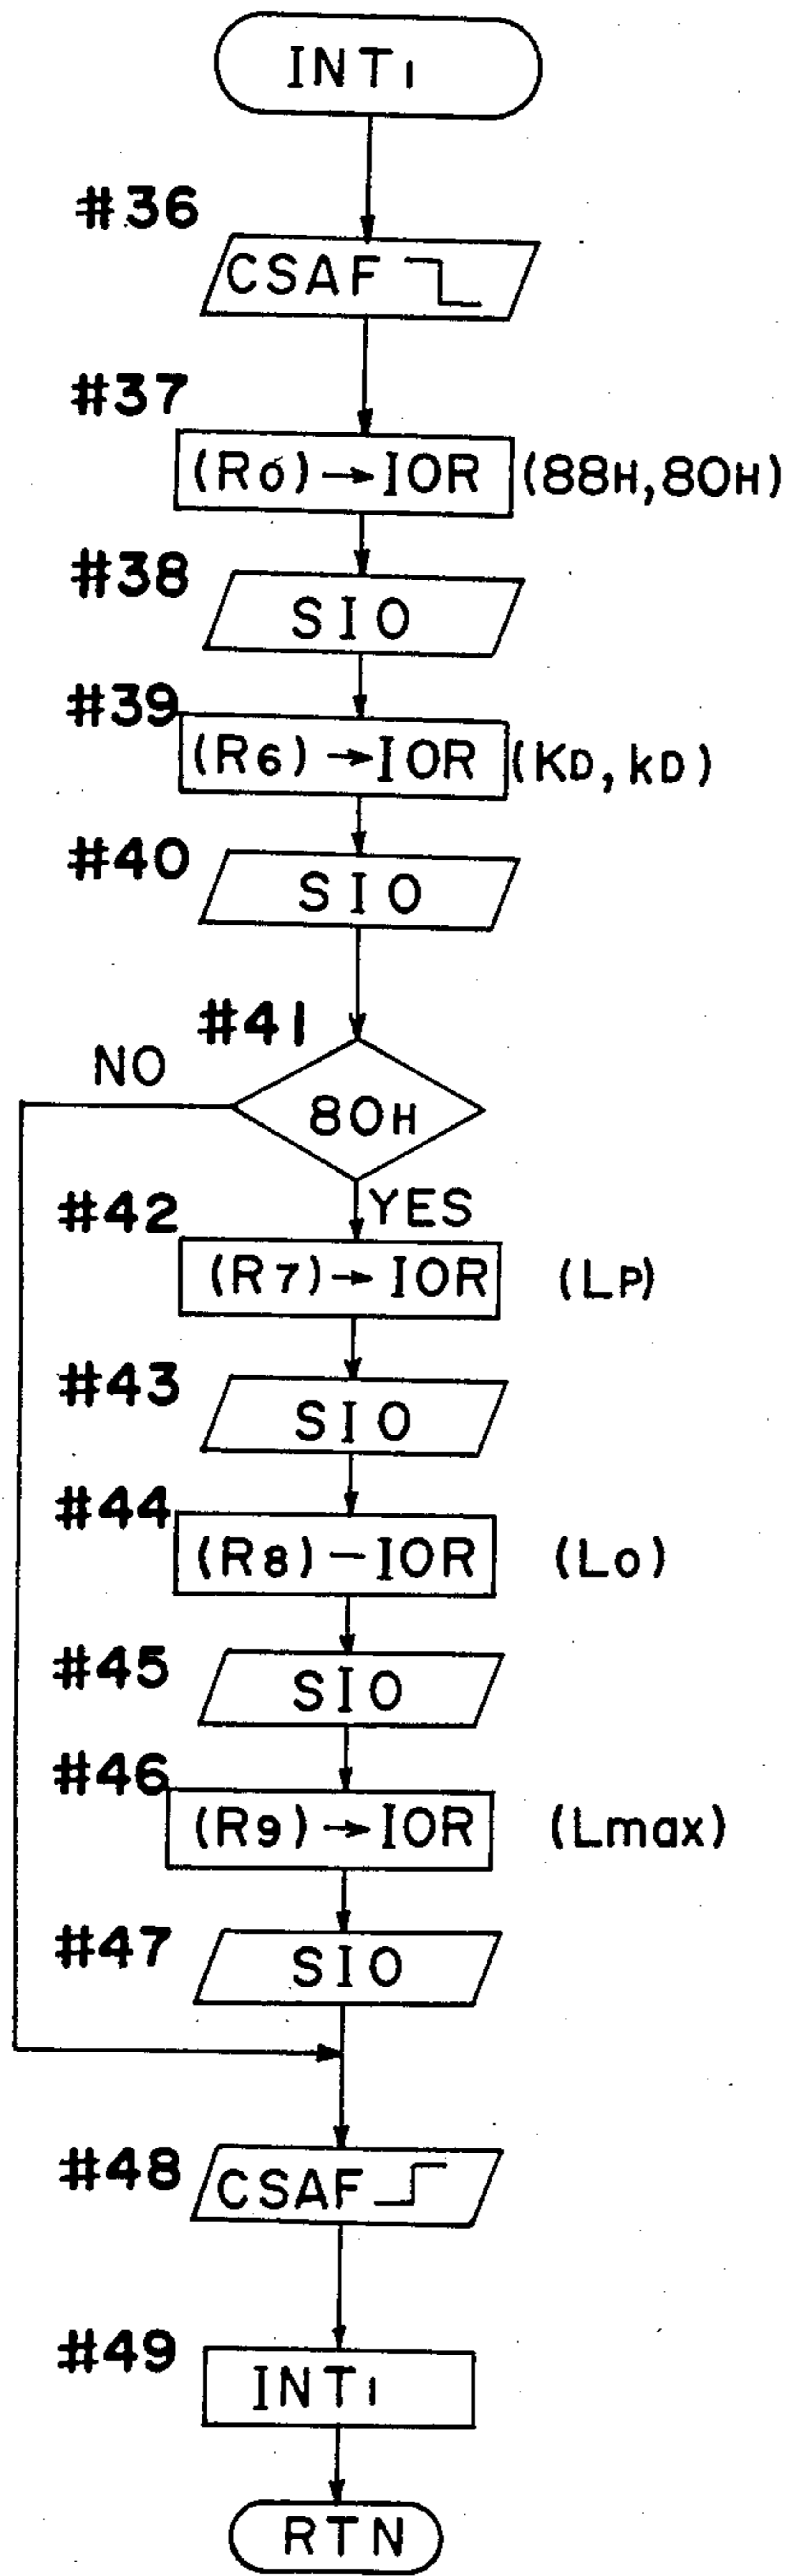 INT1
#36
CSAF
#37
(R0)→IOR (88H,80H)
#38
SIO
#39
(R6)→IOR (KD, kD)
#40
SIO
#41
NO
80H
YES
#42
(R7)→IOR (LP)
#43
SIO
#44
(R8)–IOR (Lo)
#45
SIO
#46
(R9)→IOR (Lmax)
#47
SIO
#48
CSAF
#49
INT1
RTN